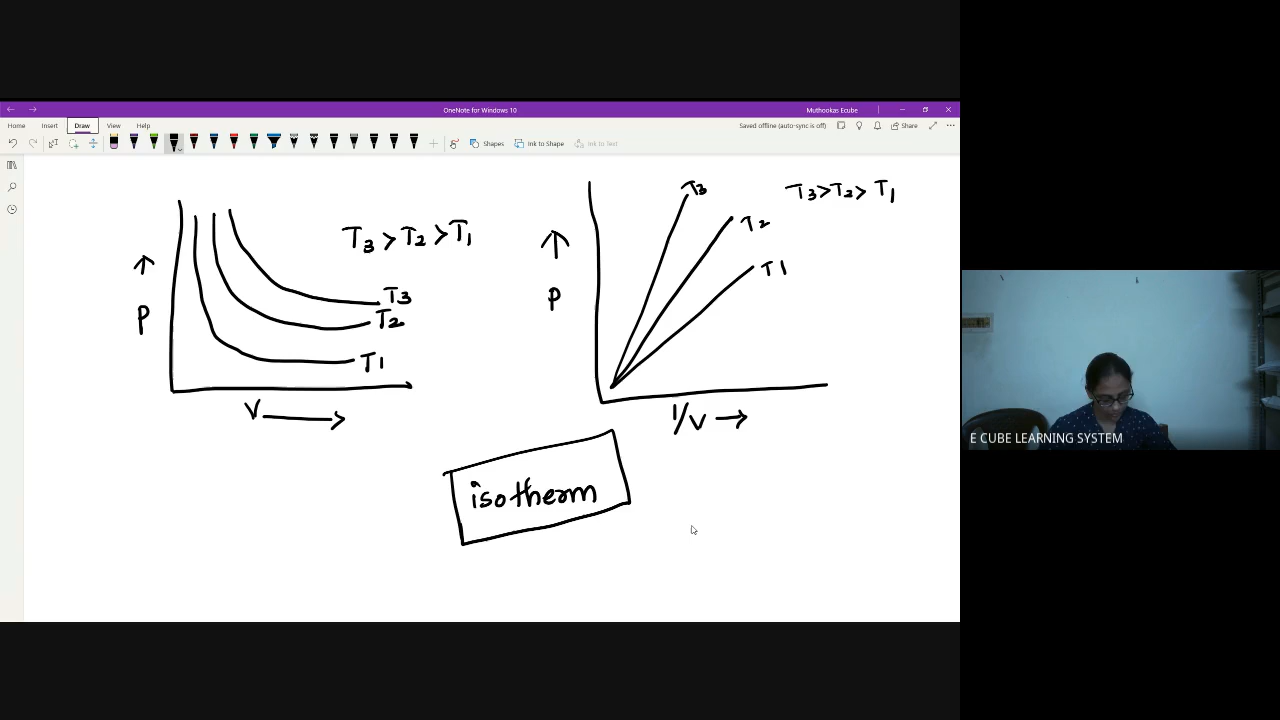 OneNote for Windows 10
Muthookas Ecube
Home Insert Draw View Help
Saved offline (auto-sync is off) Share
Shapes Ink to Shape Ink to Text
T3 > T2 > T1
P
T3
T2
T1
V
T3 > T2 > T1
P
T3
T2
T1
1/V
isotherm
E CUBE LEARNING SYSTEM